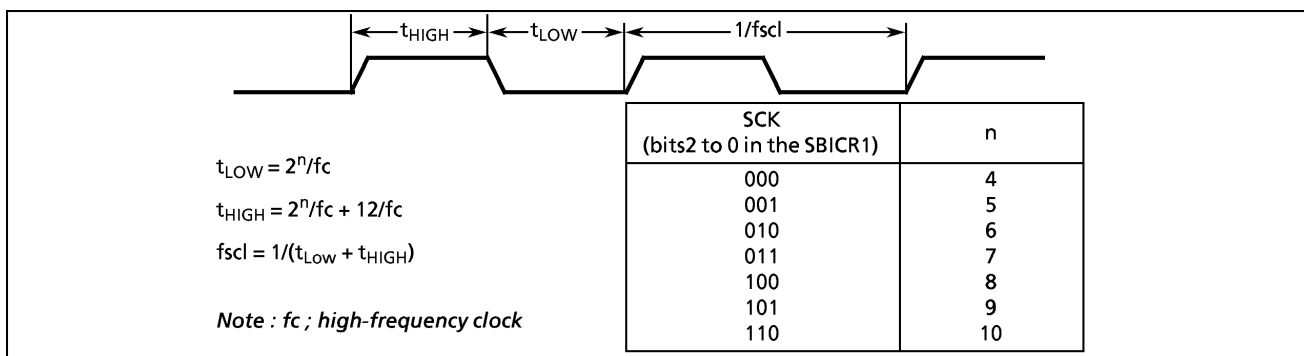 tHIGH tLOW 1/fscl
SCK
(bits2 to 0 in the SBICR1) n
tLOW = 2ⁿ/fc
000 4
tHIGH = 2ⁿ/fc + 12/fc
001 5
010 6
fscl = 1/(tLow + tHIGH)
011 7
100 8
101 9
Note : fc ; high-frequency clock
110 10